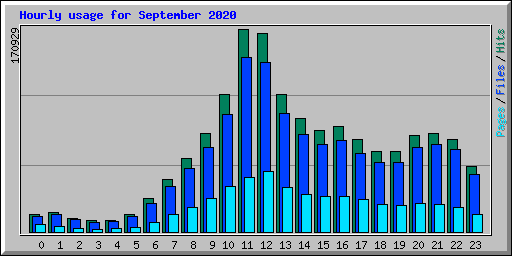 Hourly usage for September 2020
170929
Pages / Files / Hits
0 1 2 3 4 5 6 7 8 9 10 11 12 13 14 15 16 17 18 19 20 21 22 23